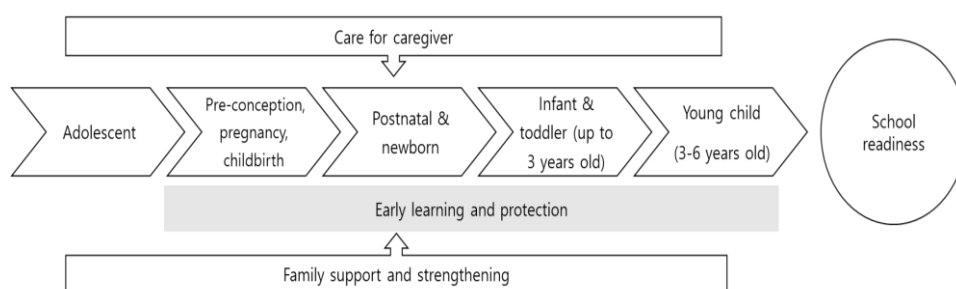 Care for caregiver
Adolescent
Pre-conception,
pregnancy,
childbirth
Postnatal &
newborn
Infant &
toddler (up to
3 years old)
Young child
(3-6 years old)
School
readiness
Early learning and protection
Family support and strengthening